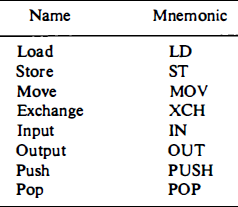 Name Mnemonic
Load LD
Store ST
Move MOV
Exchange XCH
Input IN
Output OUT
Push PUSH
Pop POP